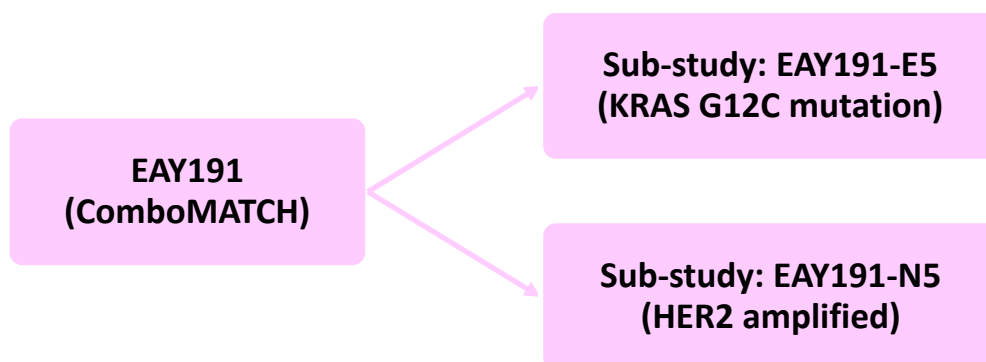 EAY191
(ComboMATCH)
Sub-study: EAY191-E5
(KRAS G12C mutation)
Sub-study: EAY191-N5
(HER2 amplified)